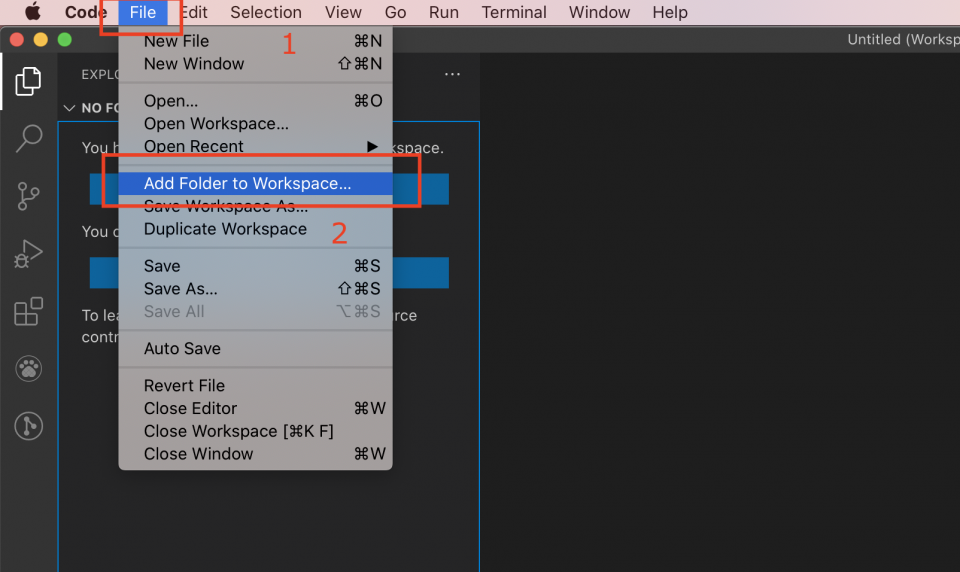 Code File Edit Selection View Go Run Terminal Window Help
Untitled (Worksp
EXPLO
NO FO
New File ⌘N
1
New Window ⇧⌘N
Open... ⌘O
Open Workspace...
Open Recent ▶
You h
kspace.
Add Folder to Workspace...
Save Workspace As...
Duplicate Workspace
2
You c
Save ⌘S
Save As... ⇧⌘S
Save All ⌥⌘S
To lea
rce
contr
Auto Save
Revert File
Close Editor ⌘W
Close Workspace [⌘K F]
Close Window ⌘W